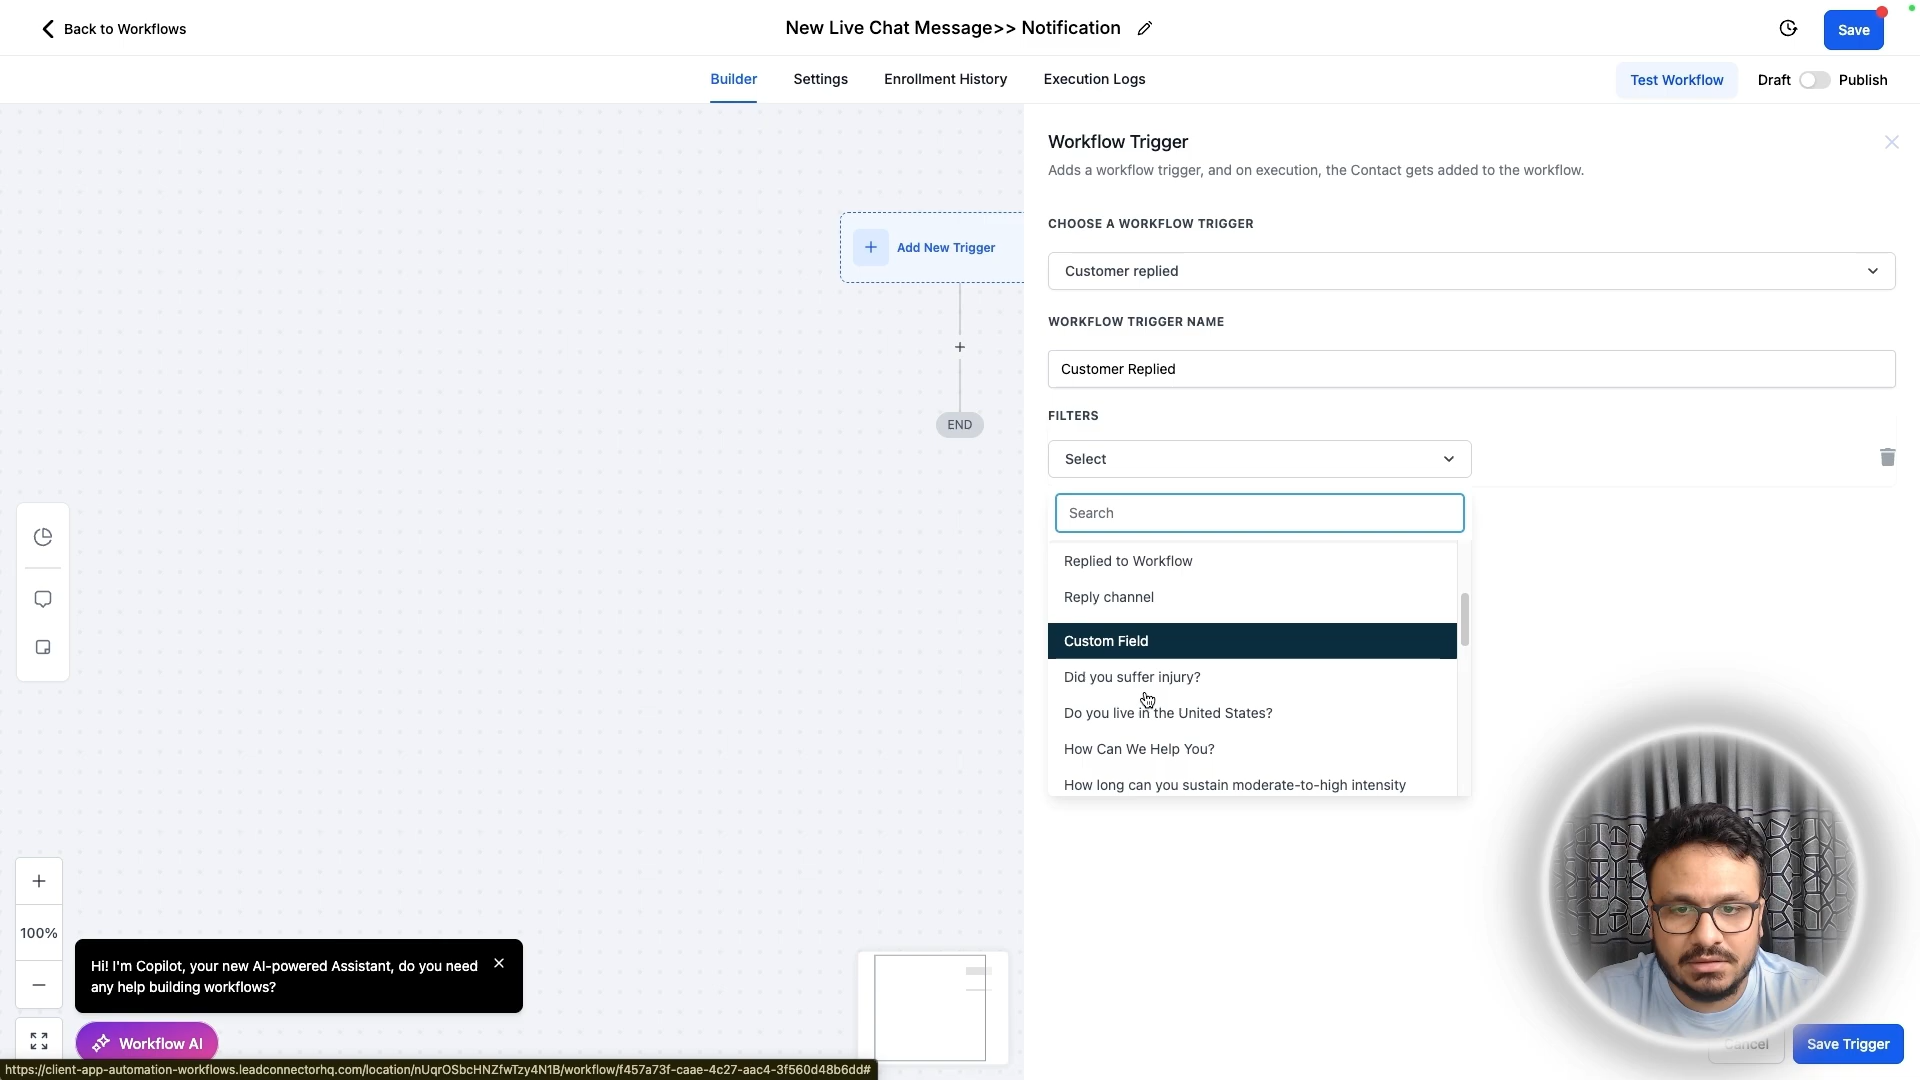 Back to Workflows
New Live Chat Message>> Notification
Save
Builder
Settings
Enrollment History
Execution Logs
Test Workflow
Draft
Publish
Workflow Trigger
Adds a workflow trigger, and on execution, the Contact gets added to the workflow.
CHOOSE A WORKFLOW TRIGGER
Customer replied
WORKFLOW TRIGGER NAME
Customer Replied
FILTERS
Select
Search
Replied to Workflow
Reply channel
Custom Field
Did you suffer injury?
Do you live in the United States?
How Can We Help You?
How long can you sustain moderate-to-high intensity
Add New Trigger
END
100%
Hi! I'm Copilot, your new AI-powered Assistant, do you need
any help building workflows?
Workflow AI
Cancel
Save Trigger
https://client-app-automation-workflows.leadconnectorhq.com/location/nUqrOSbcHNZfwTzy4N1B/workflow/f457a73f-caae-4c27-aac4-3f560d48b6dd#